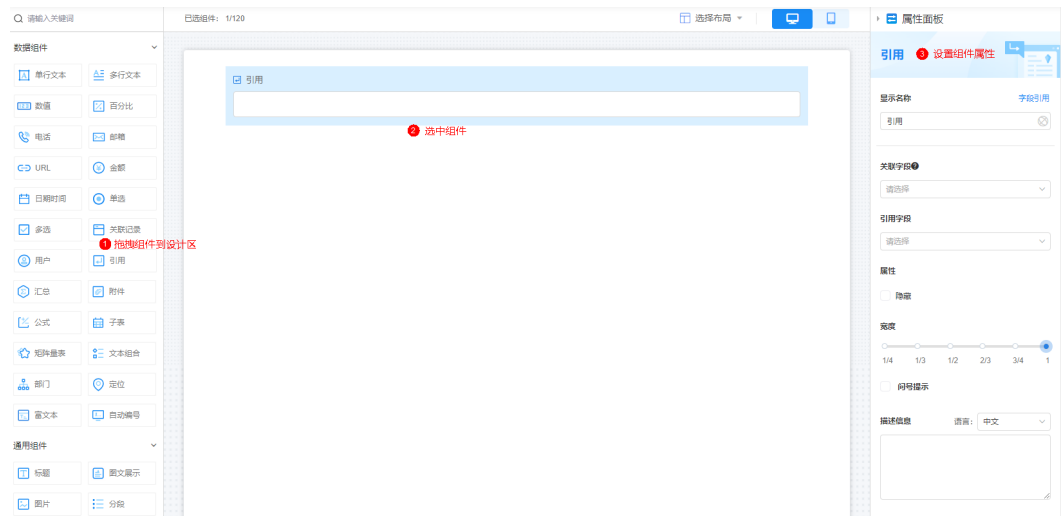 请输入关键词
已选组件: 1/120
选择布局
属性面板
数据组件
单行文本
多行文本
数值
百分比
电话
邮箱
URL
金额
日期时间
单选
多选
关联记录
1 拖拽组件到设计区
用户
引用
汇总
附件
公式
子表
矩阵量表
文本组合
部门
定位
富文本
自动编号
通用组件
标题
图文展示
图片
分段
引用
2 选中组件
引用 3 设置组件属性
显示名称 字段引用
引用
关联字段
请选择
引用字段
请选择
属性
隐藏
宽度
1/4 1/3 1/2 2/3 3/4 1
问号提示
描述信息 语言: 中文